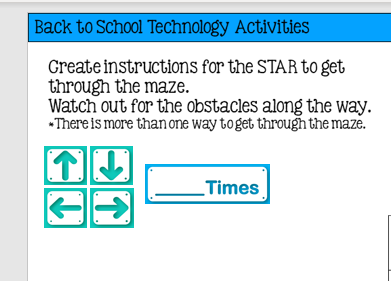 Back to School Technology Activities
Create instructions for the STAR to get
through the maze.
Watch out for the obstacles along the way.
*There is more than one way to get through the maze.
_____Times